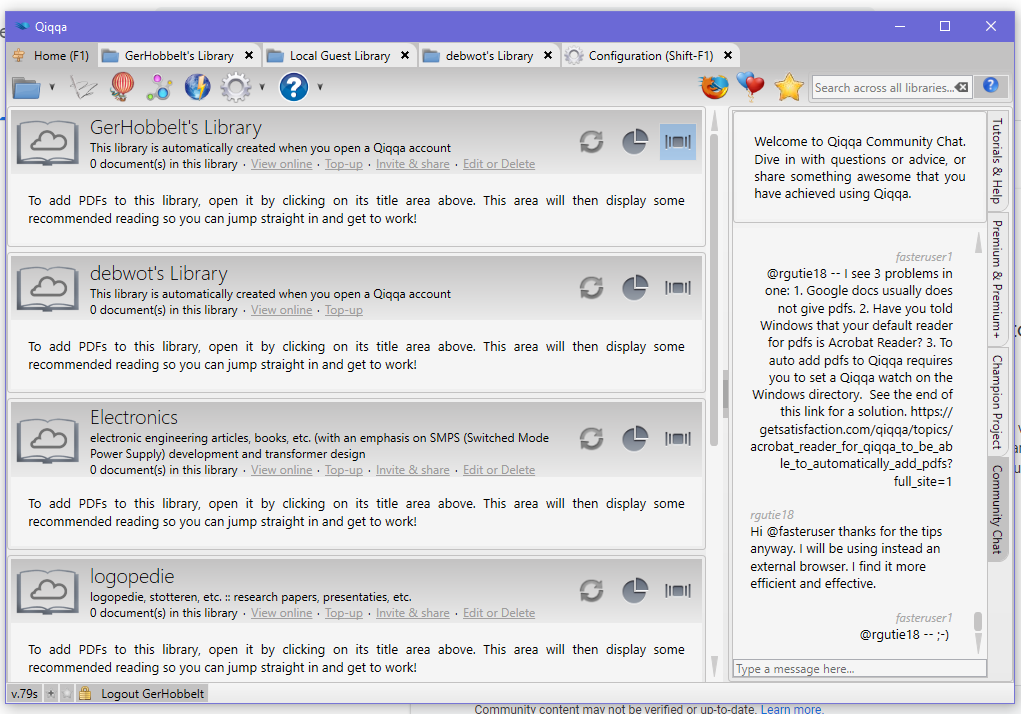 Qiqqa
Home (F1)
GerHobbelt's Library
Local Guest Library
debwot's Library
Configuration (Shift-F1)
Search across all libraries...
GerHobbelt's Library
This library is automatically created when you open a Qiqqa account
0 document(s) in this library · View online · Top-up · Invite & share · Edit or Delete
To add PDFs to this library, open it by clicking on its title area above. This area will then display some
recommended reading so you can jump straight in and get to work!
debwot's Library
This library is automatically created when you open a Qiqqa account
0 document(s) in this library · View online · Top-up
To add PDFs to this library, open it by clicking on its title area above. This area will then display some
recommended reading so you can jump straight in and get to work!
Electronics
electronic engineering articles, books, etc. (with an emphasis on SMPS (Switched Mode
Power Supply) development and transformer design
0 document(s) in this library · View online · Top-up · Invite & share · Edit or Delete
To add PDFs to this library, open it by clicking on its title area above. This area will then display some
recommended reading so you can jump straight in and get to work!
logopedie
logopedie, stotteren, etc. :: research papers, presentaties, etc.
0 document(s) in this library · View online · Top-up · Invite & share · Edit or Delete
To add PDFs to this library, open it by clicking on its title area above. This area will then display some
recommended reading so you can jump straight in and get to work!
Welcome to Qiqqa Community Chat.
Dive in with questions or advice, or
share something awesome that you
have achieved using Qiqqa.
fasteruser1
@rgutie18 -- I see 3 problems in
one: 1. Google docs usually does
not give pdfs. 2. Have you told
Windows that your default reader
for pdfs is Acrobat Reader? 3. To
auto add pdfs to Qiqqa requires
you to set a Qiqqa watch on the
Windows directory. See the end of
this link for a solution. https://
getsatisfaction.com/qiqqa/topics/
acrobat_reader_for_qiqqa_to_be_ab
le_to_automatically_add_pdfs?
full_site=1
rgutie18
Hi @fasteruser thanks for the tips
anyway. I will be using instead an
external browser. I find it more
efficient and effective.
fasteruser1
@rgutie18 -- ;-)
Type a message here...
Tutorials & Help
Premium & Premium+
Champion Project
Community Chat
v.79s
+
-
Logout GerHobbelt
Community content may not be verified or up-to-date. Learn more.